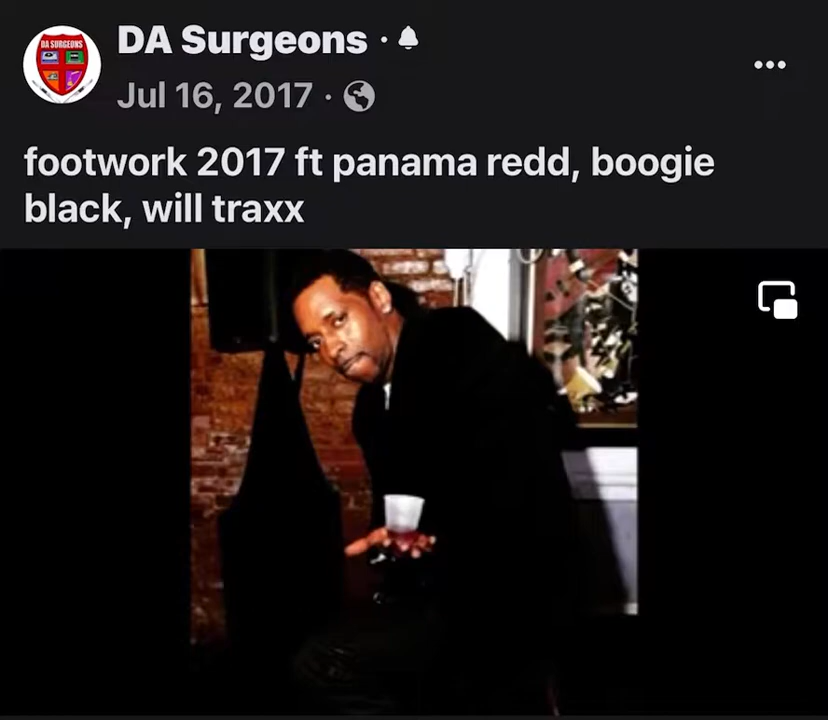 DA SURGEONS
DA Surgeons ·
Jul 16, 2017 ·
footwork 2017 ft panama redd, boogie
black, will traxx